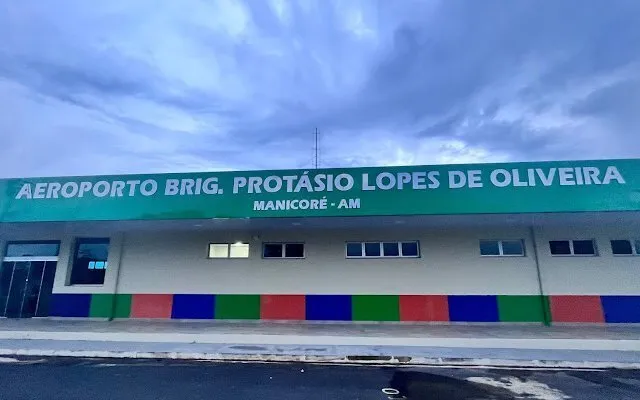 AEROPORTO BRIG. PROTÁSIO LOPES DE OLIVEIRA
MANICORÉ - AM